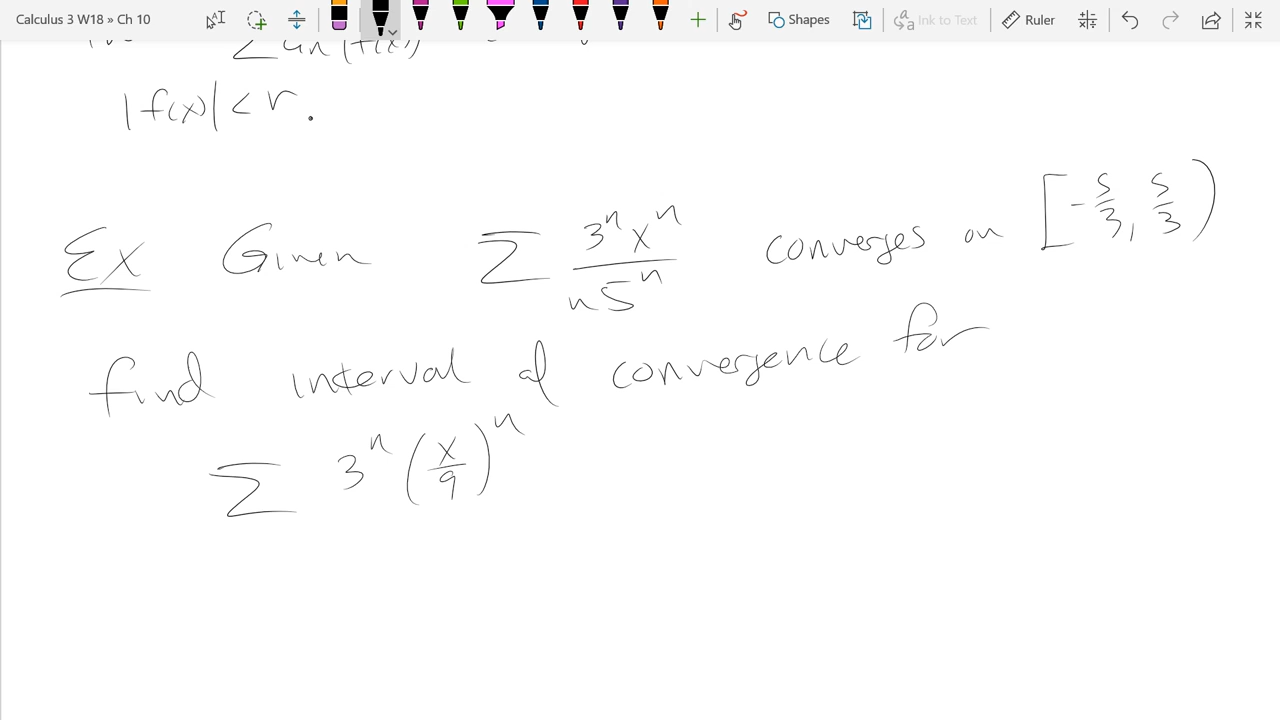 Calculus 3 W18 » Ch 10 Shapes Ink to Text Ruler
|f(x)| < r.
Ex Given ∑ 3ⁿxⁿ / n5ⁿ converges on [-5/3, 5/3)
find interval of convergence for
∑ 3ⁿ (x/9)ⁿ